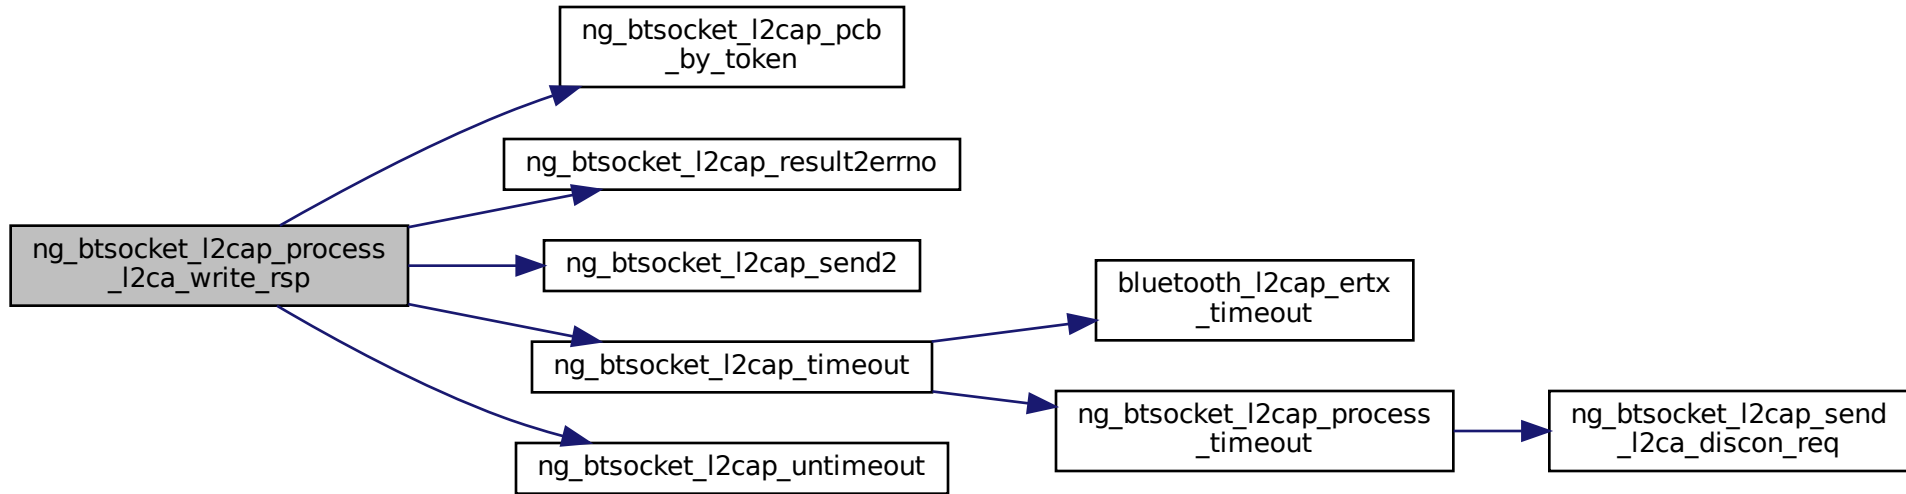 ng_btsocket_l2cap_pcb
_by_token
ng_btsocket_l2cap_result2errno
ng_btsocket_l2cap_process
_l2ca_write_rsp
ng_btsocket_l2cap_send2
bluetooth_l2cap_ertx
_timeout
ng_btsocket_l2cap_timeout
ng_btsocket_l2cap_process
_timeout
ng_btsocket_l2cap_send
_l2ca_discon_req
ng_btsocket_l2cap_untimeout